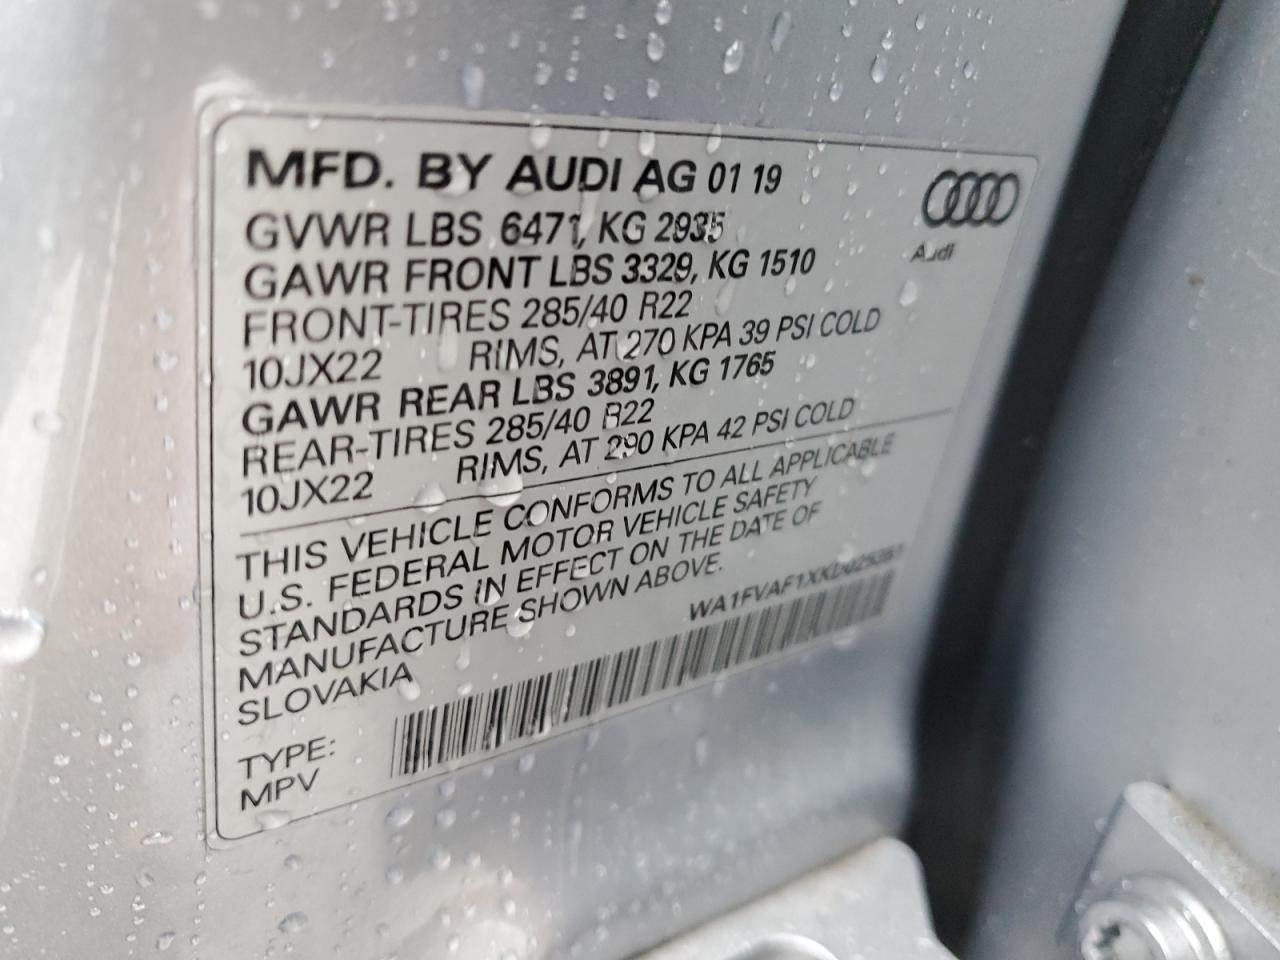 MFD. BY AUDI AG 01 19
GVWR LBS 6471, KG 2935
Audi
GAWR FRONT LBS 3329, KG 1510
FRONT-TIRES 285/40 R22
10JX22 RIMS, AT 270 KPA 39 PSI COLD
GAWR REAR LBS 3891, KG 1765
REAR-TIRES 285/40 R22
10JX22 RIMS, AT 290 KPA 42 PSI COLD
THIS VEHICLE CONFORMS TO ALL APPLICABLE
U.S. FEDERAL MOTOR VEHICLE SAFETY
STANDARDS IN EFFECT ON THE DATE OF
MANUFACTURE SHOWN ABOVE.
SLOVAKIA
TYPE:
MPV